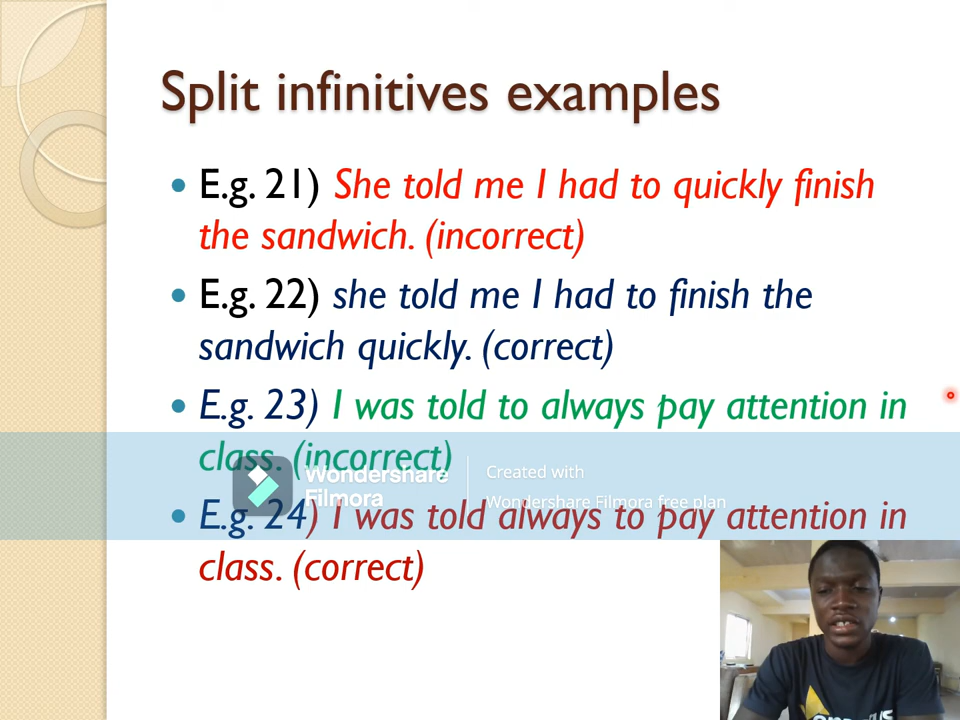 Split infinitives examples
E.g. 21) She told me I had to quickly finish
the sandwich. (incorrect)
E.g. 22) she told me I had to finish the
sandwich quickly. (correct)
E.g. 23) I was told to always pay attention in
class. (incorrect)
Wondershare
Filmora
Created with
Wondershare Filmora free plan
E.g. 24) I was told always to pay attention in
class. (correct)